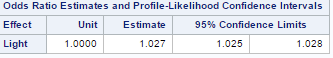 Odds Ratio Estimates and Profile-Likelihood Confidence Intervals
Effect Unit Estimate 95% Confidence Limits
Light 1.0000 1.027 1.025 1.028